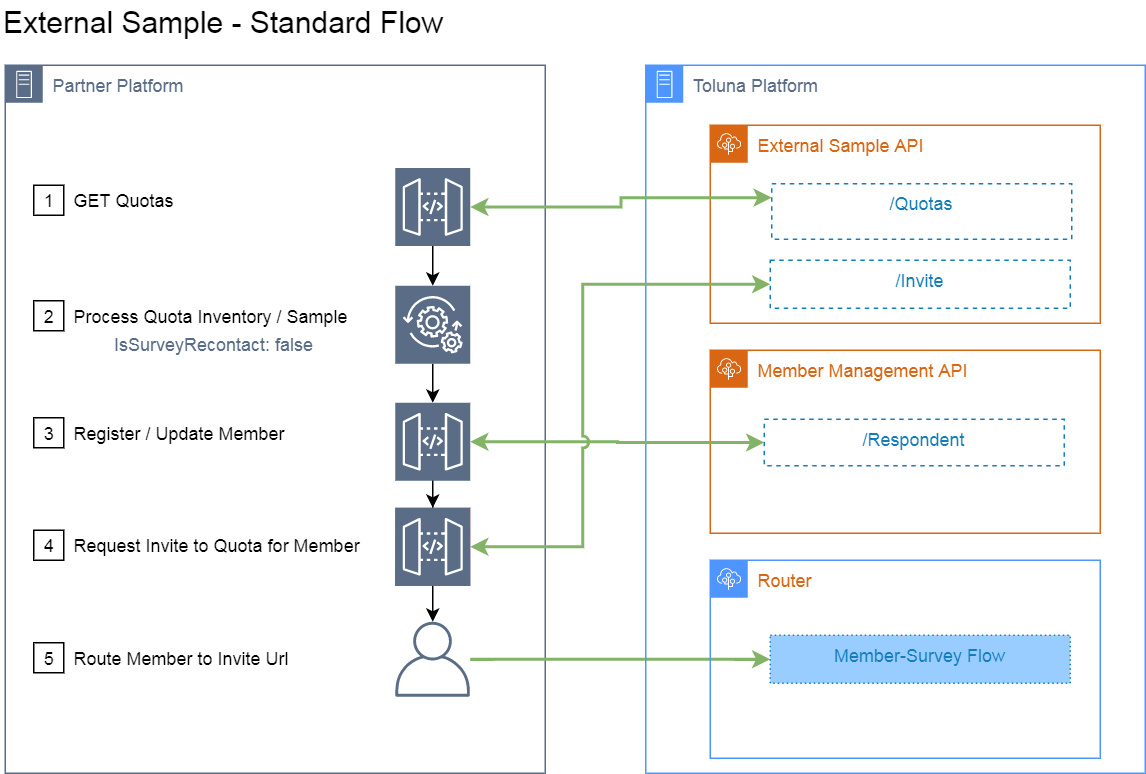 External Sample - Standard Flow
Partner Platform
1 GET Quotas
2 Process Quota Inventory / Sample
IsSurveyRecontact: false
3 Register / Update Member
4 Request Invite to Quota for Member
5 Route Member to Invite Url
</>
</>
</>
Toluna Platform
External Sample API
/Quotas
/Invite
Member Management API
/Respondent
Router
Member-Survey Flow